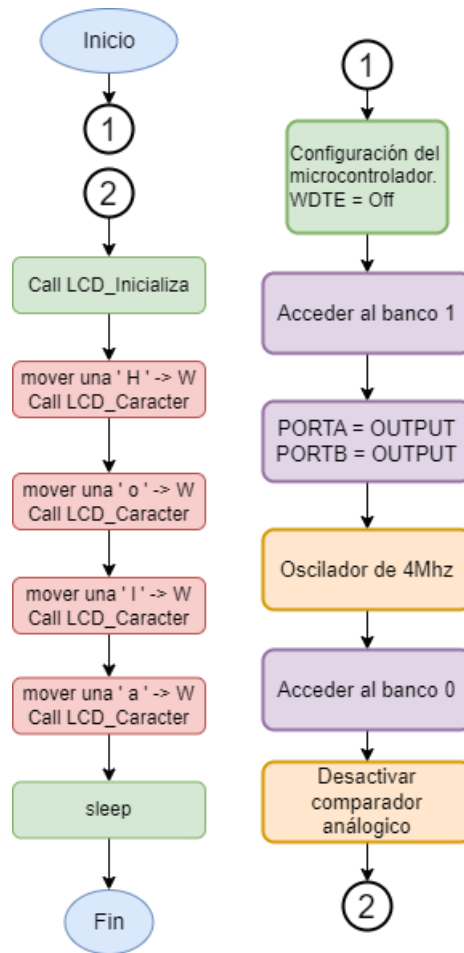 Inicio
1
2
Call LCD_Inicializa
mover una ' H ' -> W
Call LCD_Caracter
mover una ' o ' -> W
Call LCD_Caracter
mover una ' l ' -> W
Call LCD_Caracter
mover una ' a ' -> W
Call LCD_Caracter
sleep
Fin
1
Configuración del
microcontrolador.
WDTE = Off
Acceder al banco 1
PORTA = OUTPUT
PORTB = OUTPUT
Oscilador de 4Mhz
Acceder al banco 0
Desactivar
comparador
análogico
2